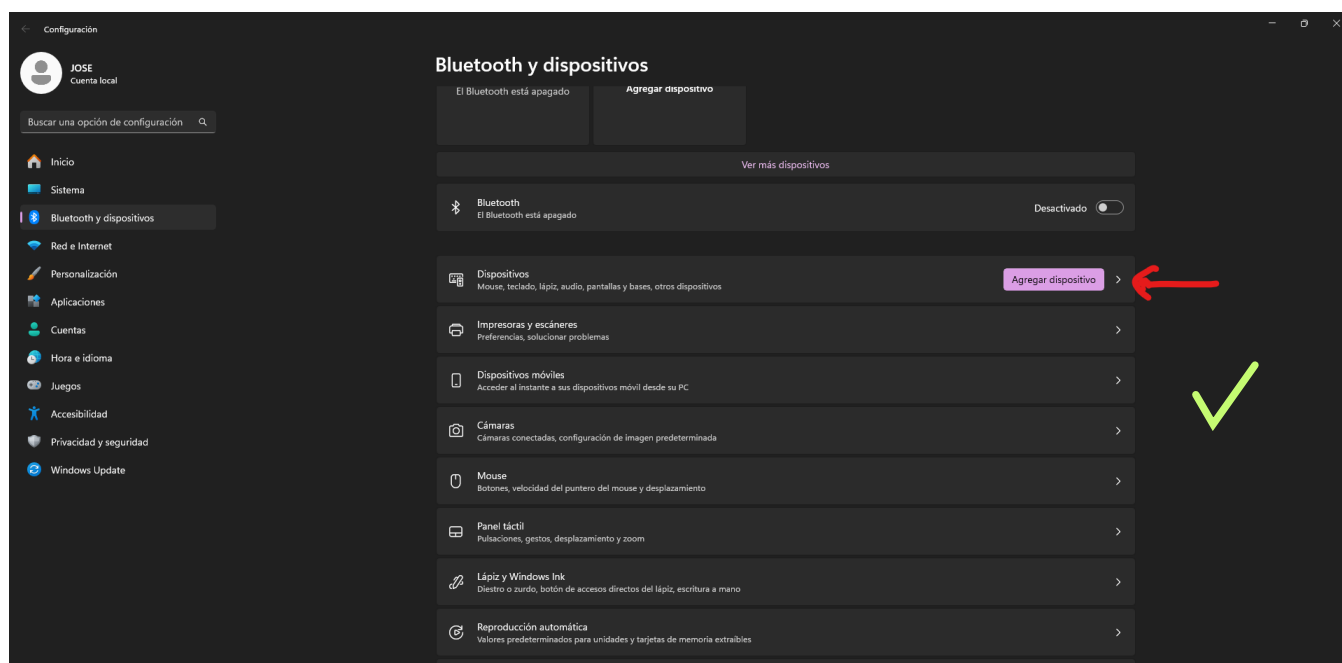 Configuración
JOSE
Cuenta local
Buscar una opción de configuración
Inicio
Sistema
Bluetooth y dispositivos
Red e Internet
Personalización
Aplicaciones
Cuentas
Hora e idioma
Juegos
Accesibilidad
Privacidad y seguridad
Windows Update
Bluetooth y dispositivos
El Bluetooth está apagado
Agregar dispositivo
Ver más dispositivos
Bluetooth
El Bluetooth está apagado
Desactivado
Dispositivos
Mouse, teclado, lápiz, audio, pantallas y bases, otros dispositivos
Agregar dispositivo
Impresoras y escáneres
Preferencias, solucionar problemas
Dispositivos móviles
Acceder al instante a sus dispositivos móvil desde su PC
Cámaras
Cámaras conectadas, configuración de imagen predeterminada
Mouse
Botones, velocidad del puntero del mouse y desplazamiento
Panel táctil
Pulsaciones, gestos, desplazamiento y zoom
Lápiz y Windows Ink
Diestro o zurdo, botón de accesos directos del lápiz, escritura a mano
Reproducción automática
Valores predeterminados para unidades y tarjetas de memoria extraíbles